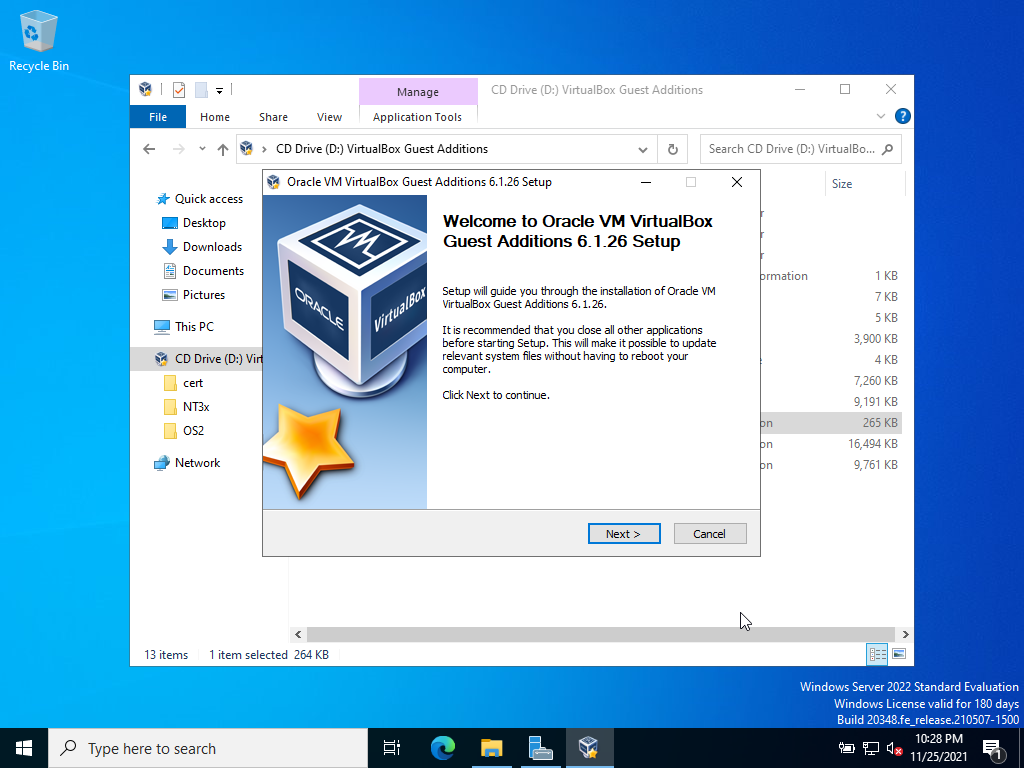 Recycle Bin
Manage
CD Drive (D:) VirtualBox Guest Additions
File
Home
Share
View
Application Tools
?
CD Drive (D:) VirtualBox Guest Additions
Search CD Drive (D:) VirtualBo...
Size
Quick access
Desktop
Downloads
Documents
Pictures
This PC
CD Drive (D:) Virt
cert
NT3x
OS2
Network
Oracle VM VirtualBox Guest Additions 6.1.26 Setup
ORACLE
VirtualBox
Welcome to Oracle VM VirtualBox
Guest Additions 6.1.26 Setup
Setup will guide you through the installation of Oracle VM
VirtualBox Guest Additions 6.1.26.
It is recommended that you close all other applications
before starting Setup. This will make it possible to update
relevant system files without having to reboot your
computer.
Click Next to continue.
Next >
Cancel
r
r
r
ormation 1 KB
7 KB
5 KB
3,900 KB
e 4 KB
7,260 KB
9,191 KB
on 265 KB
on 16,494 KB
on 9,761 KB
13 items
1 item selected 264 KB
Windows Server 2022 Standard Evaluation
Windows License valid for 180 days
Build 20348.fe_release.210507-1500
Type here to search
10:28 PM
11/25/2021
1